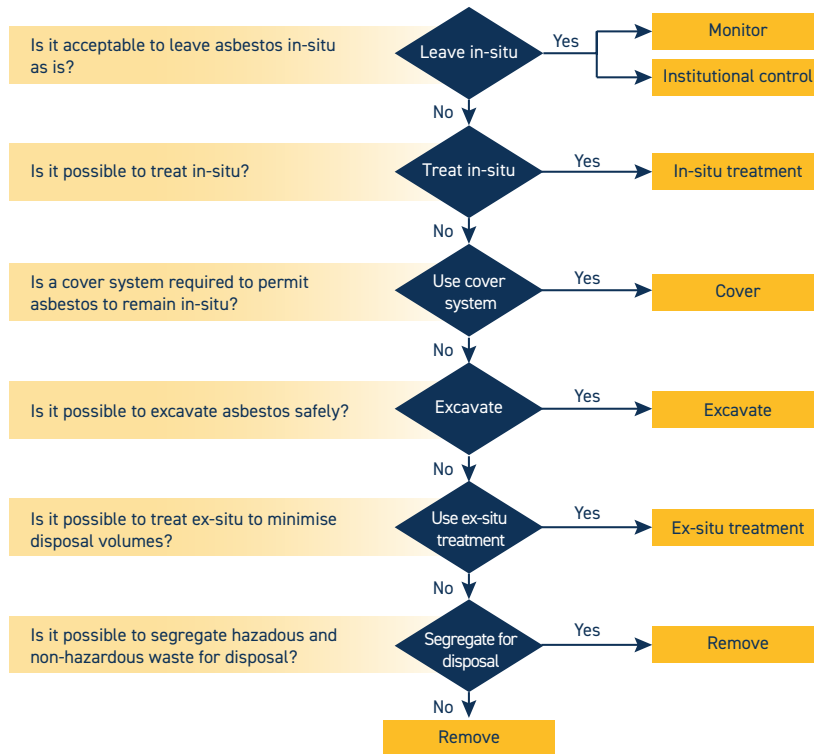 Is it acceptable to leave asbestos in-situ
as is?
Leave in-situ
Yes
Monitor
Institutional control
No
Is it possible to treat in-situ?
Treat in-situ
Yes
In-situ treatment
No
Is a cover system required to permit
asbestos to remain in-situ?
Use cover
system
Yes
Cover
No
Is it possible to excavate asbestos safely?
Excavate
Yes
Excavate
No
Is it possible to treat ex-situ to minimise
disposal volumes?
Use ex-situ
treatment
Yes
Ex-situ treatment
No
Is it possible to segregate hazadous and
non-hazardous waste for disposal?
Segregate for
disposal
Yes
Remove
No
Remove